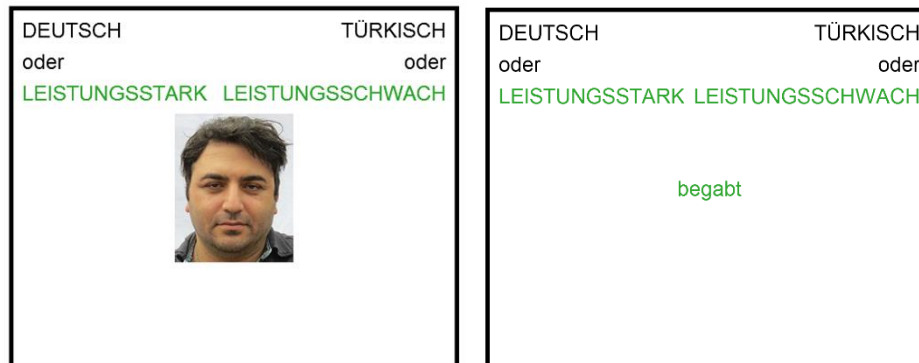 DEUTSCH TÜRKISCH
oder oder
LEISTUNGSSTARK LEISTUNGSSCHWACH
DEUTSCH TÜRKISCH
oder oder
LEISTUNGSSTARK LEISTUNGSSCHWACH
begabt